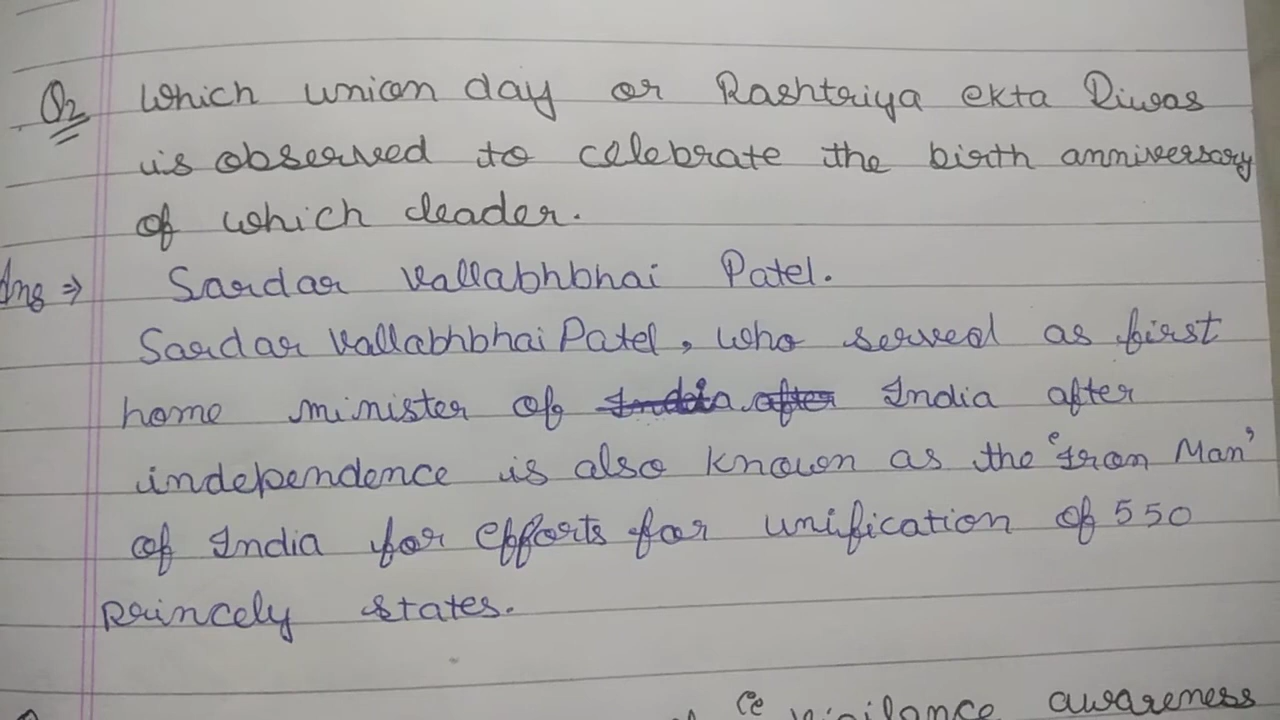 Q2 Which union day or Rashtriya ekta Diwas
is observed to celebrate the birth anniversary
of which leader.
Ans ⇒ Sardar Vallabhbhai Patel.
Sardar Vallabhbhai Patel, who served as first
home minister of India after India after
independence is also known as the 'Iron Man'
of India for efforts for unification of 550
Princely states.
vigilance awareness